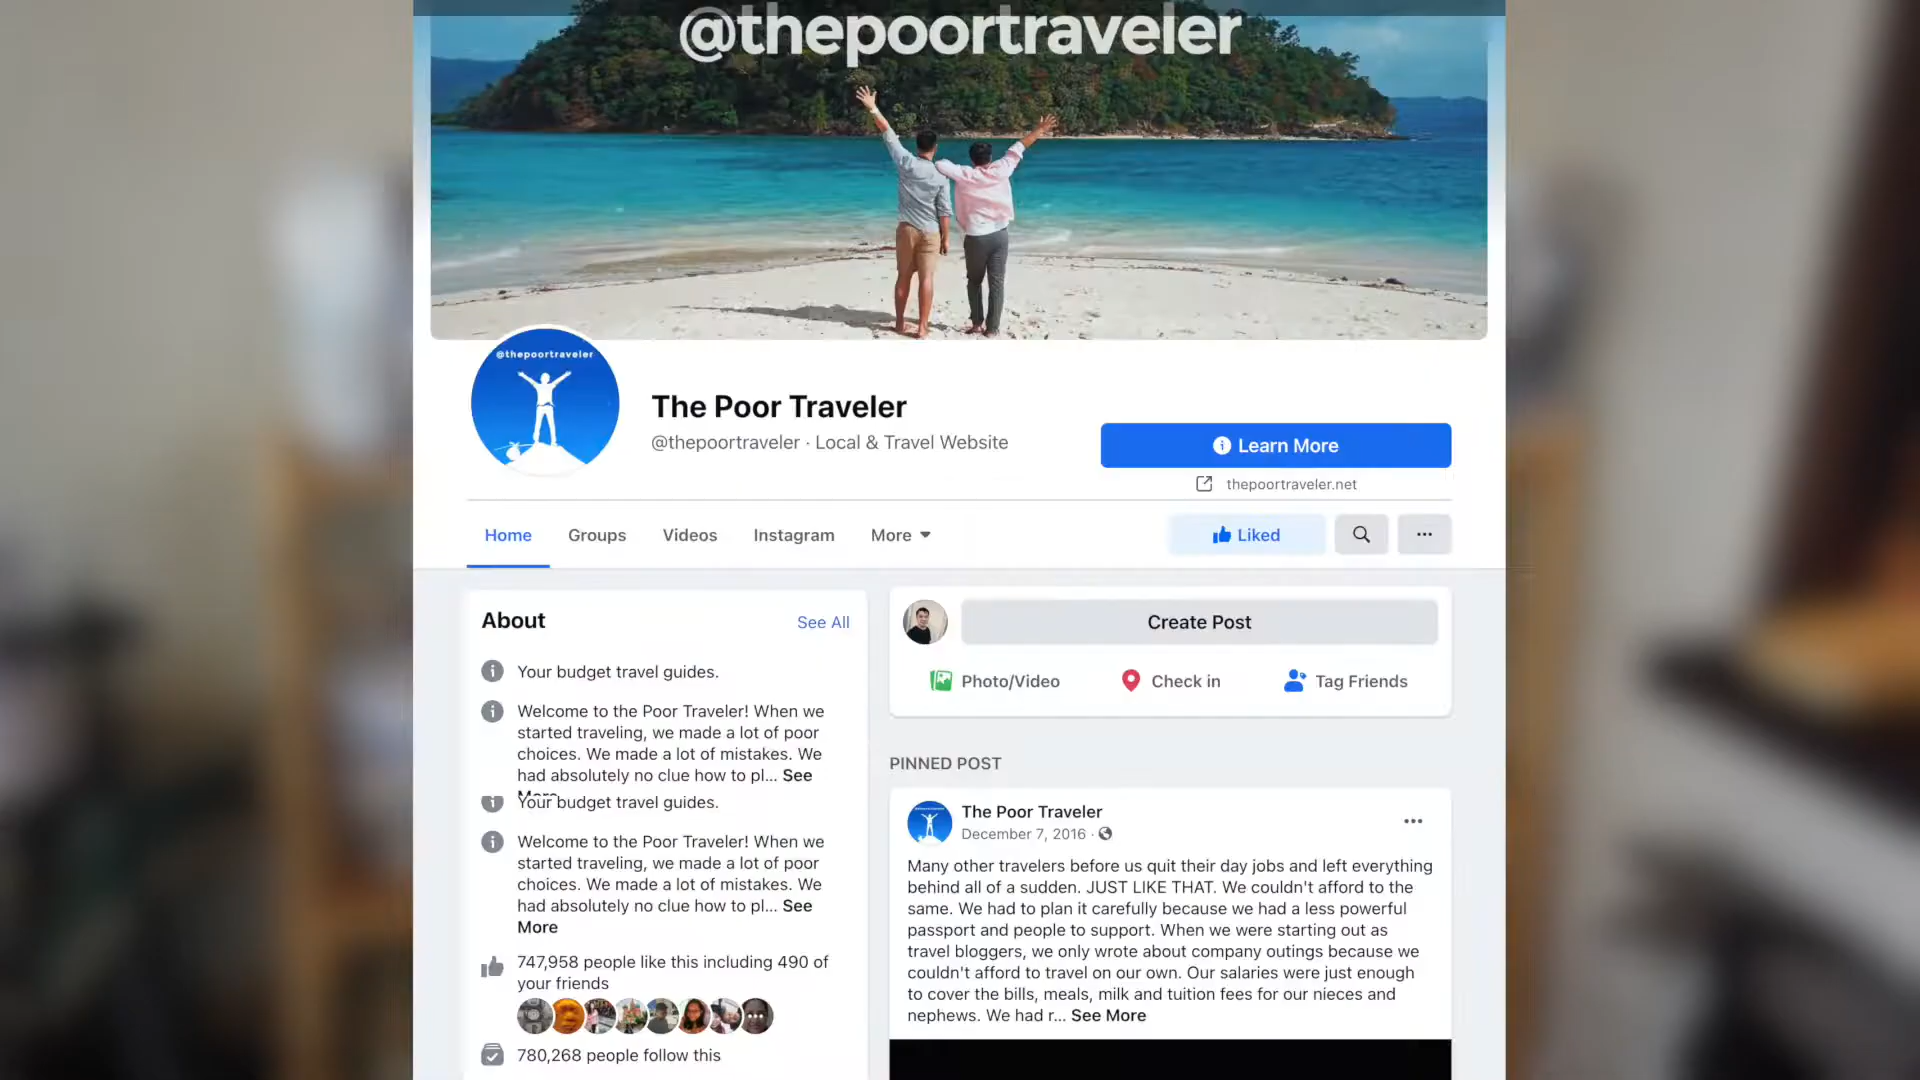 @thepoortraveler
@thepoortraveler
The Poor Traveler
@thepoortraveler · Local & Travel Website
Learn More
thepoortraveler.net
Home
Groups
Videos
Instagram
More
Liked
About
See All
Your budget travel guides.
Welcome to the Poor Traveler! When we
started traveling, we made a lot of poor
choices. We made a lot of mistakes. We
had absolutely no clue how to pl... See
More
Your budget travel guides.
Welcome to the Poor Traveler! When we
started traveling, we made a lot of poor
choices. We made a lot of mistakes. We
had absolutely no clue how to pl... See
More
747,958 people like this including 490 of
your friends
780,268 people follow this
Create Post
Photo/Video
Check in
Tag Friends
PINNED POST
The Poor Traveler
December 7, 2016 ·
Many other travelers before us quit their day jobs and left everything
behind all of a sudden. JUST LIKE THAT. We couldn't afford to the
same. We had to plan it carefully because we had a less powerful
passport and people to support. When we were starting out as
travel bloggers, we only wrote about company outings because we
couldn't afford to travel on our own. Our salaries were just enough
to cover the bills, meals, milk and tuition fees for our nieces and
nephews. We had r... See More